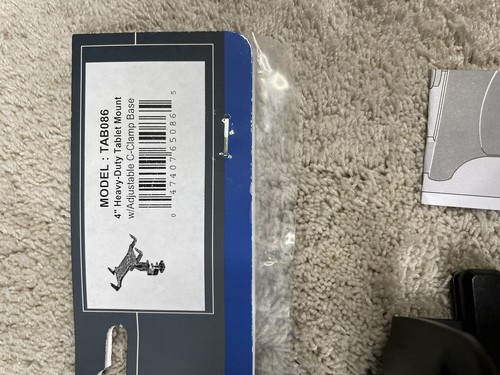 MODEL : TAB086
4" Heavy-Duty Tablet Mount
w/Adjustable C-Clamp Base
0 47407 65086 5